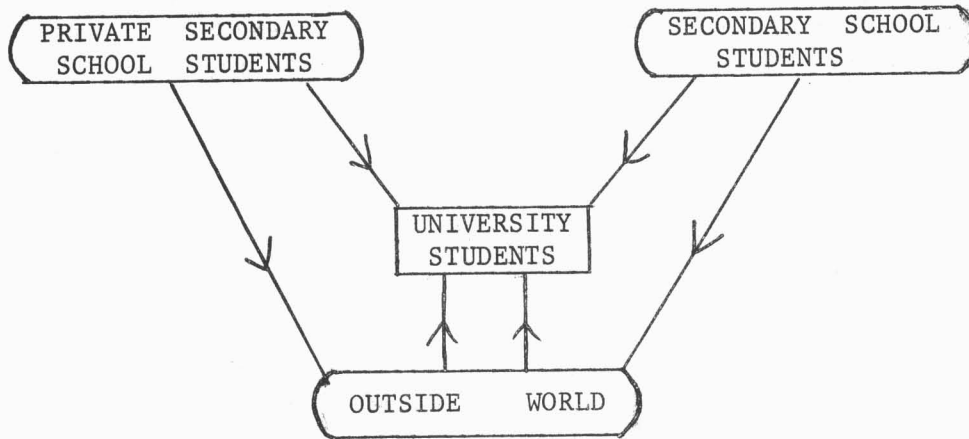 PRIVATE SECONDARY
SCHOOL STUDENTS
SECONDARY SCHOOL
STUDENTS
UNIVERSITY
STUDENTS
OUTSIDE WORLD